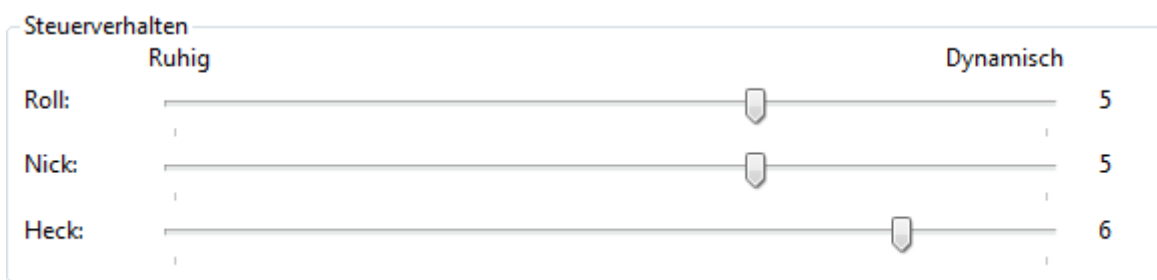 Steuerverhalten
Ruhig Dynamisch
Roll: 5
Nick: 5
Heck: 6